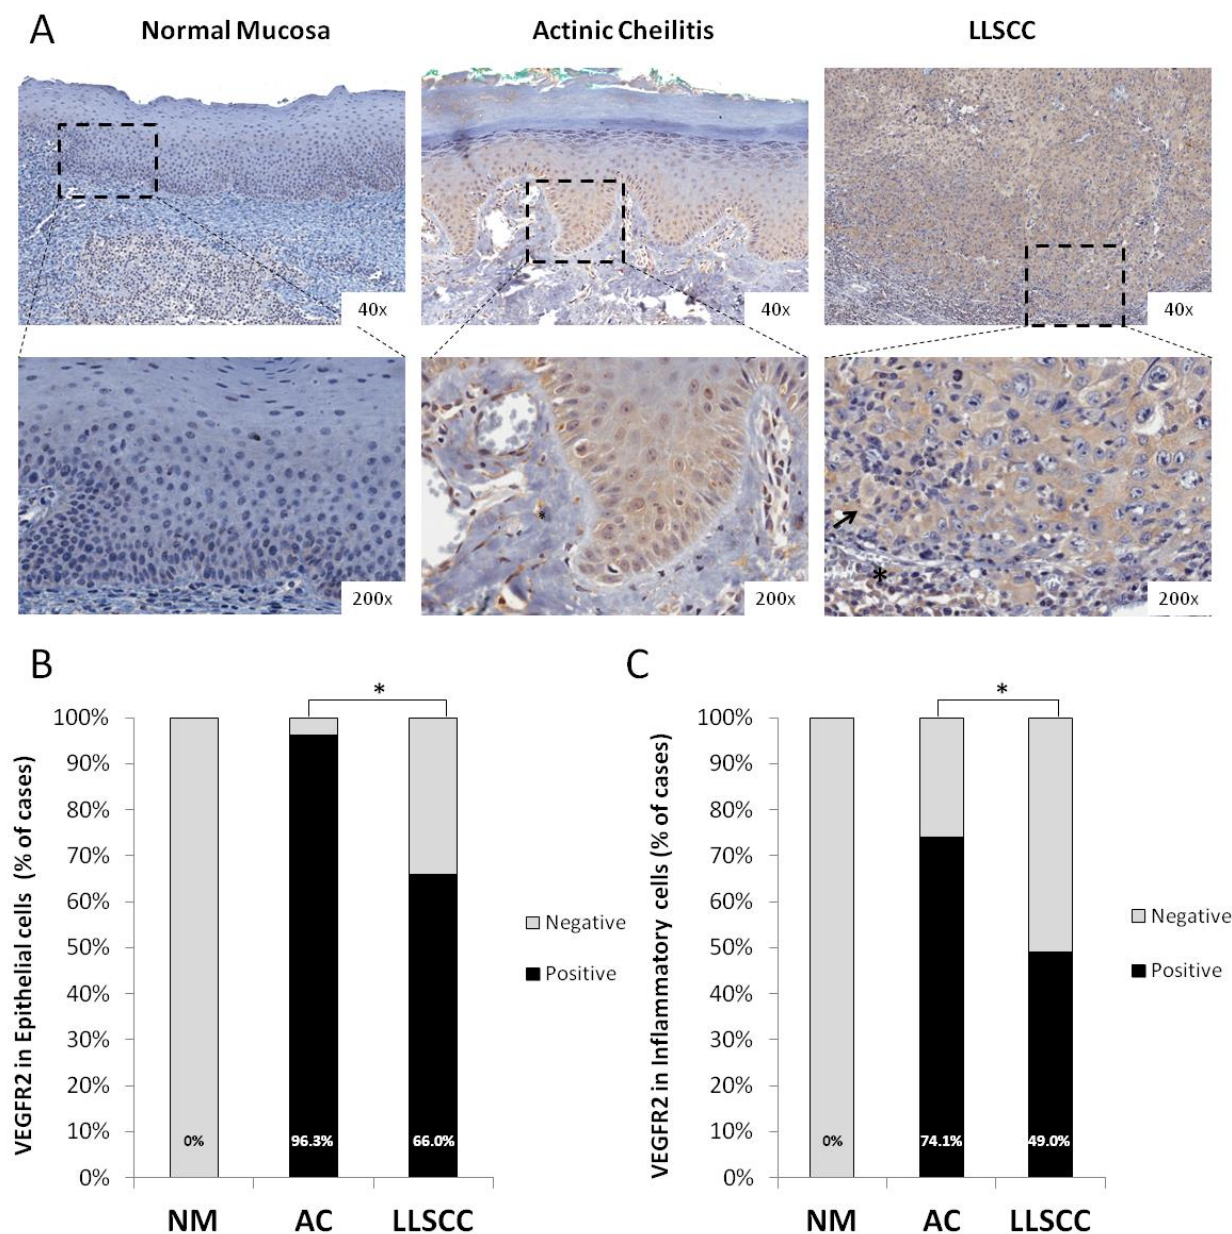 A
Normal Mucosa
Actinic Cheilitis
LLSCC
40x
40x
40x
200x
*
200x
*
200x
B
*
VEGFR2 in Epithelial cells (% of cases)
100%
90%
80%
70%
60%
50%
40%
30%
20%
10%
0%
0%
96.3%
66.0%
NM
AC
LLSCC
Negative
Positive
C
*
VEGFR2 in Inflammatory cells (% of cases)
100%
90%
80%
70%
60%
50%
40%
30%
20%
10%
0%
0%
74.1%
49.0%
NM
AC
LLSCC
Negative
Positive